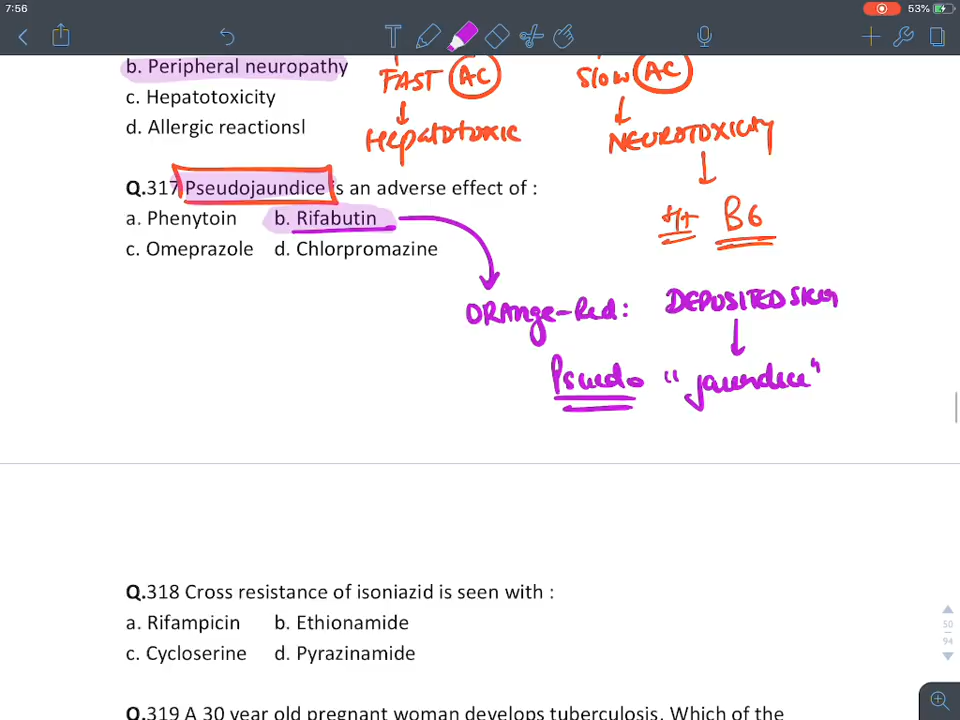 7:56
53%
T
b. Peripheral neuropathy
FAST AC
Slow AC
c. Hepatotoxicity
d. Allergic reactionsl
Hepatotoxic
NEUROTOXICITY
Q.317 Pseudojaundice is an adverse effect of :
a. Phenytoin b. Rifabutin
B6
c. Omeprazole d. Chlorpromazine
ORAnge-Red: DEPOSITED SKIN
Pseudo "jaundice"
Q.318 Cross resistance of isoniazid is seen with :
a. Rifampicin b. Ethionamide
c. Cycloserine d. Pyrazinamide
50
94
Q.319 A 30 year old pregnant woman develops tuberculosis. Which of the